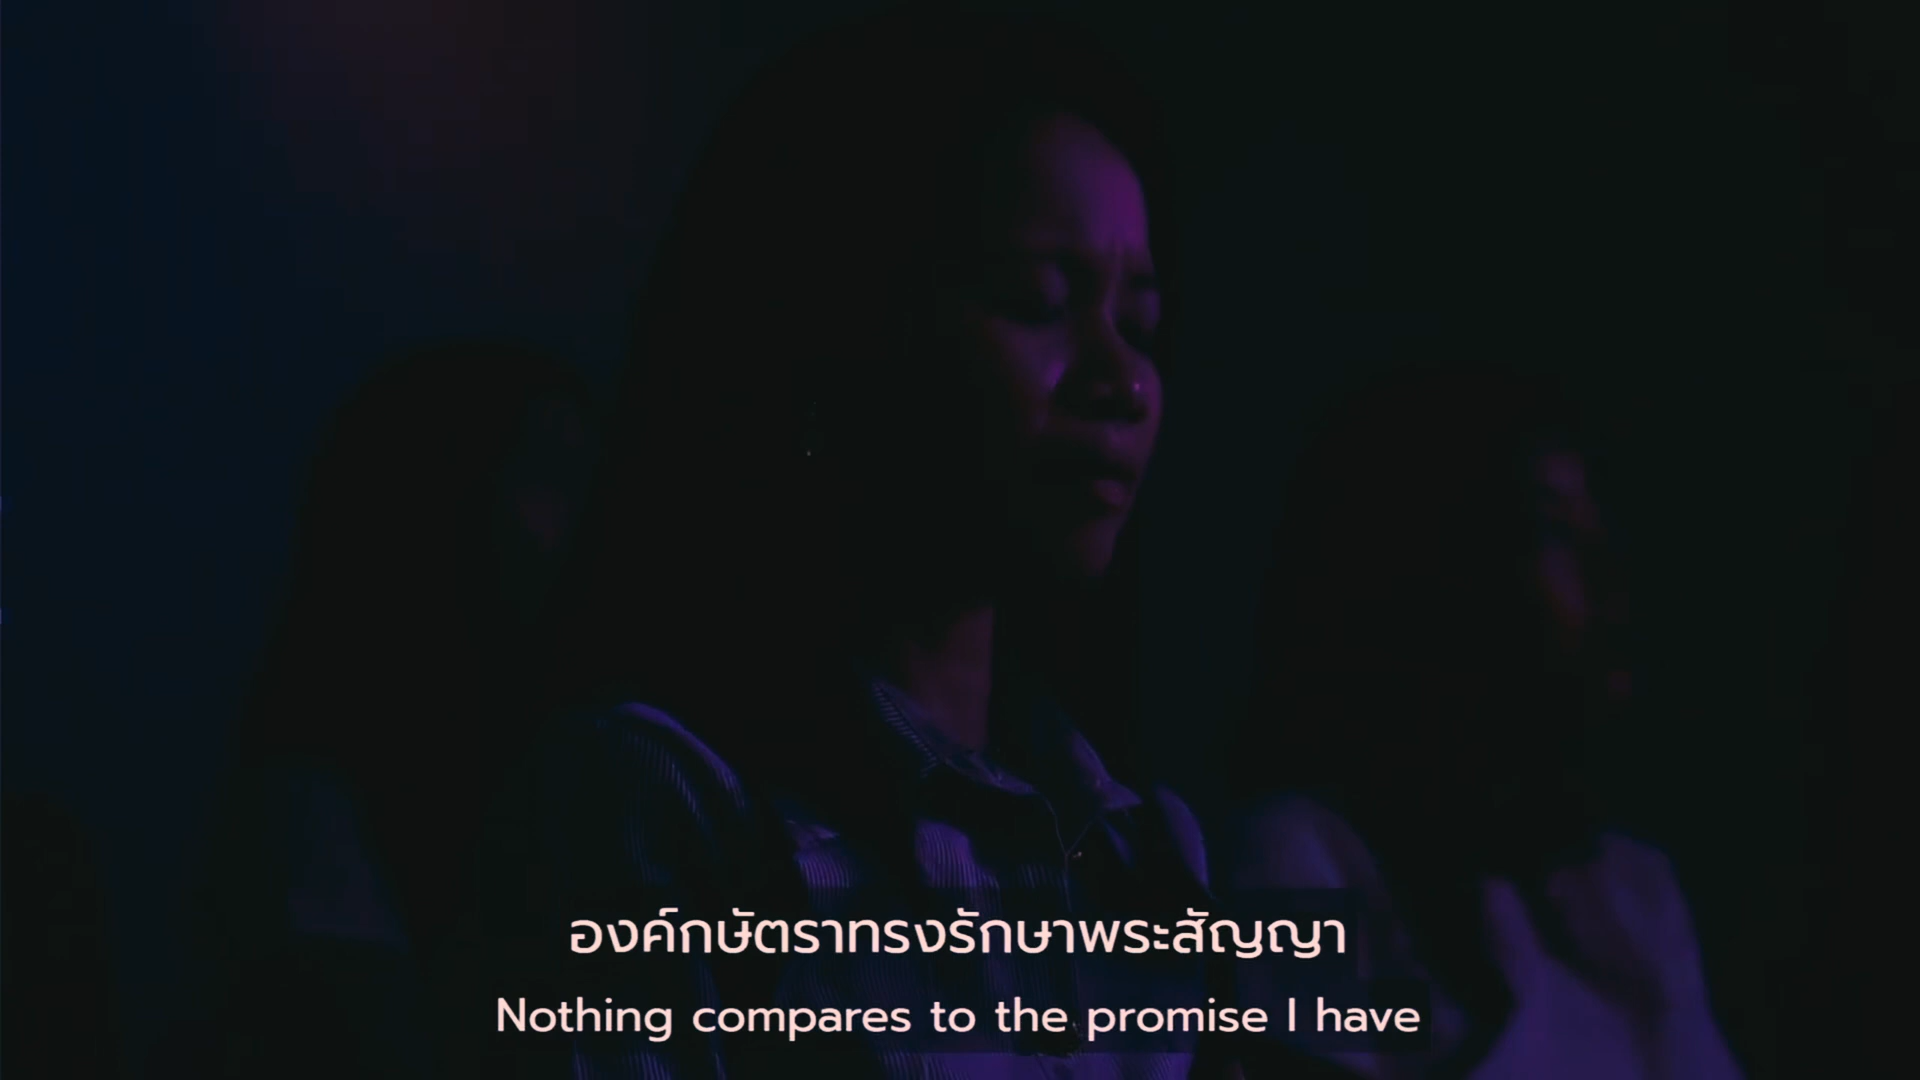 องค์กษัตราทรงรักษาพระสัญญา
Nothing compares to the promise I have